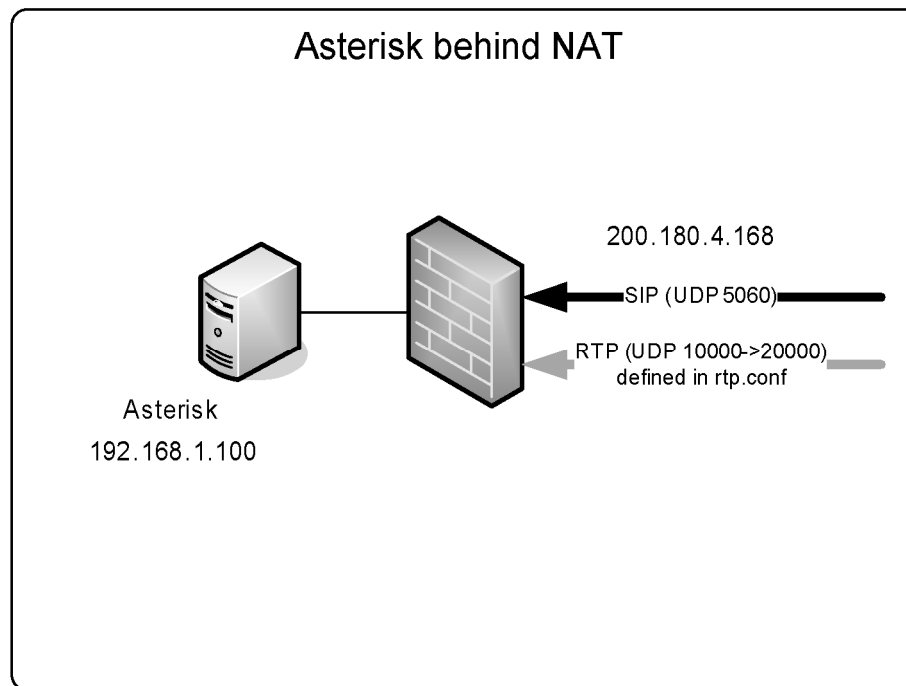 Asterisk behind NAT
200.180.4.168
SIP (UDP 5060)
RTP (UDP 10000->20000)
defined in rtp.conf
Asterisk
192.168.1.100